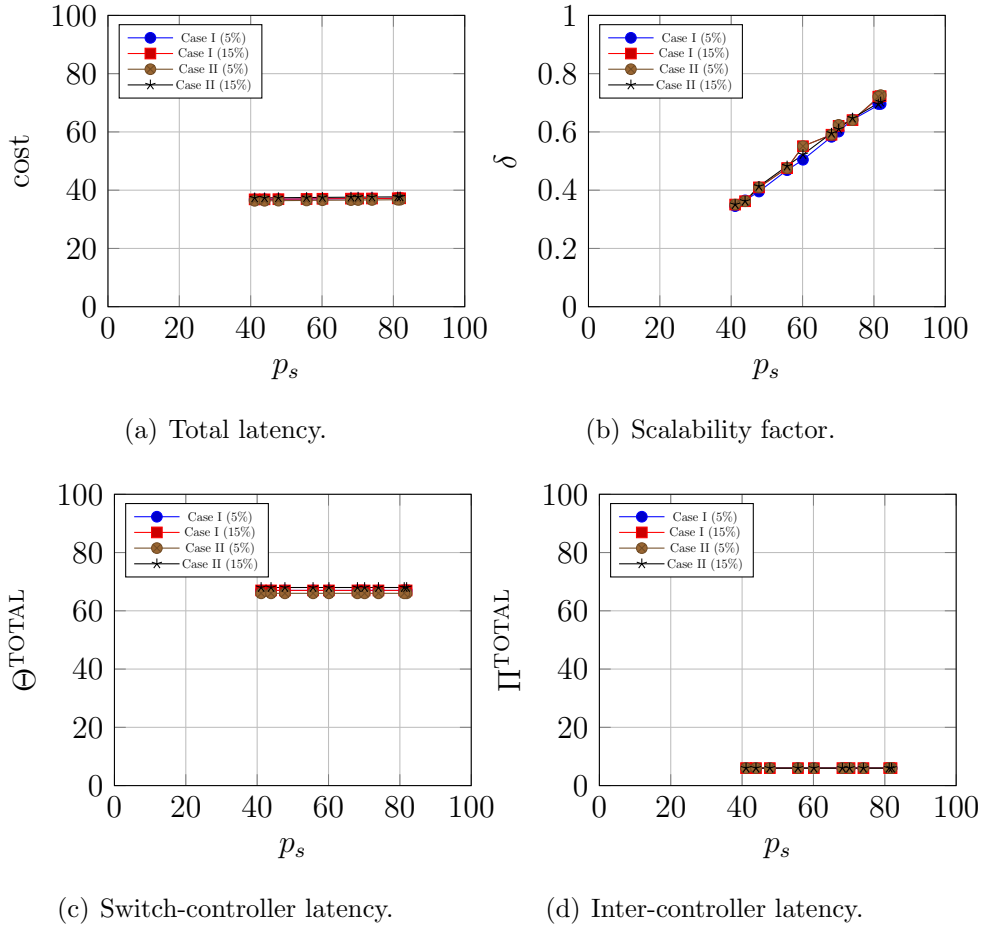 100
80
60
40
20
0
cost
Case I (5%)
Case I (15%)
Case II (5%)
Case II (15%)
0 20 40 60 80 100
p_s
(a) Total latency.
1
0.8
0.6
0.4
0.2
0
δ
Case I (5%)
Case I (15%)
Case II (5%)
Case II (15%)
0 20 40 60 80 100
p_s
(b) Scalability factor.
100
80
60
40
20
0
Θ^TOTAL
Case I (5%)
Case I (15%)
Case II (5%)
Case II (15%)
0 20 40 60 80 100
p_s
(c) Switch-controller latency.
100
80
60
40
20
0
Π^TOTAL
Case I (5%)
Case I (15%)
Case II (5%)
Case II (15%)
0 20 40 60 80 100
p_s
(d) Inter-controller latency.